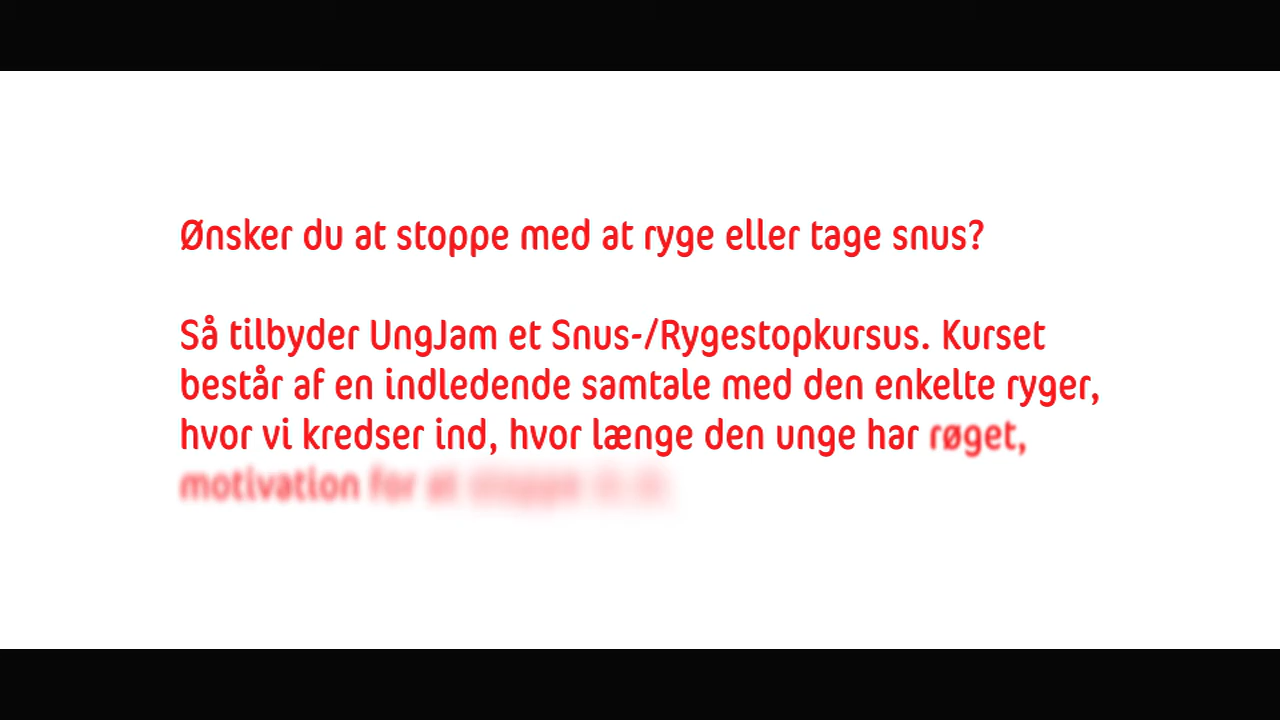 Ønsker du at stoppe med at ryge eller tage snus?
Så tilbyder UngJam et Snus-/Rygestopkursus. Kurset
består af en indledende samtale med den enkelte ryger,
hvor vi kredser ind, hvor længe den unge har røget,
motivation for at stoppe